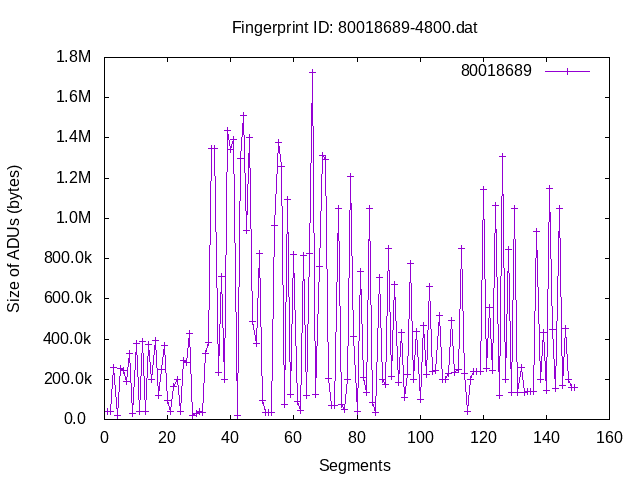 Fingerprint ID: 80018689-4800.dat
80018689
Size of ADUs (bytes)
1.8M
1.6M
1.4M
1.2M
1.0M
800.0k
600.0k
400.0k
200.0k
0.0
0 20 40 60 80 100 120 140 160
Segments